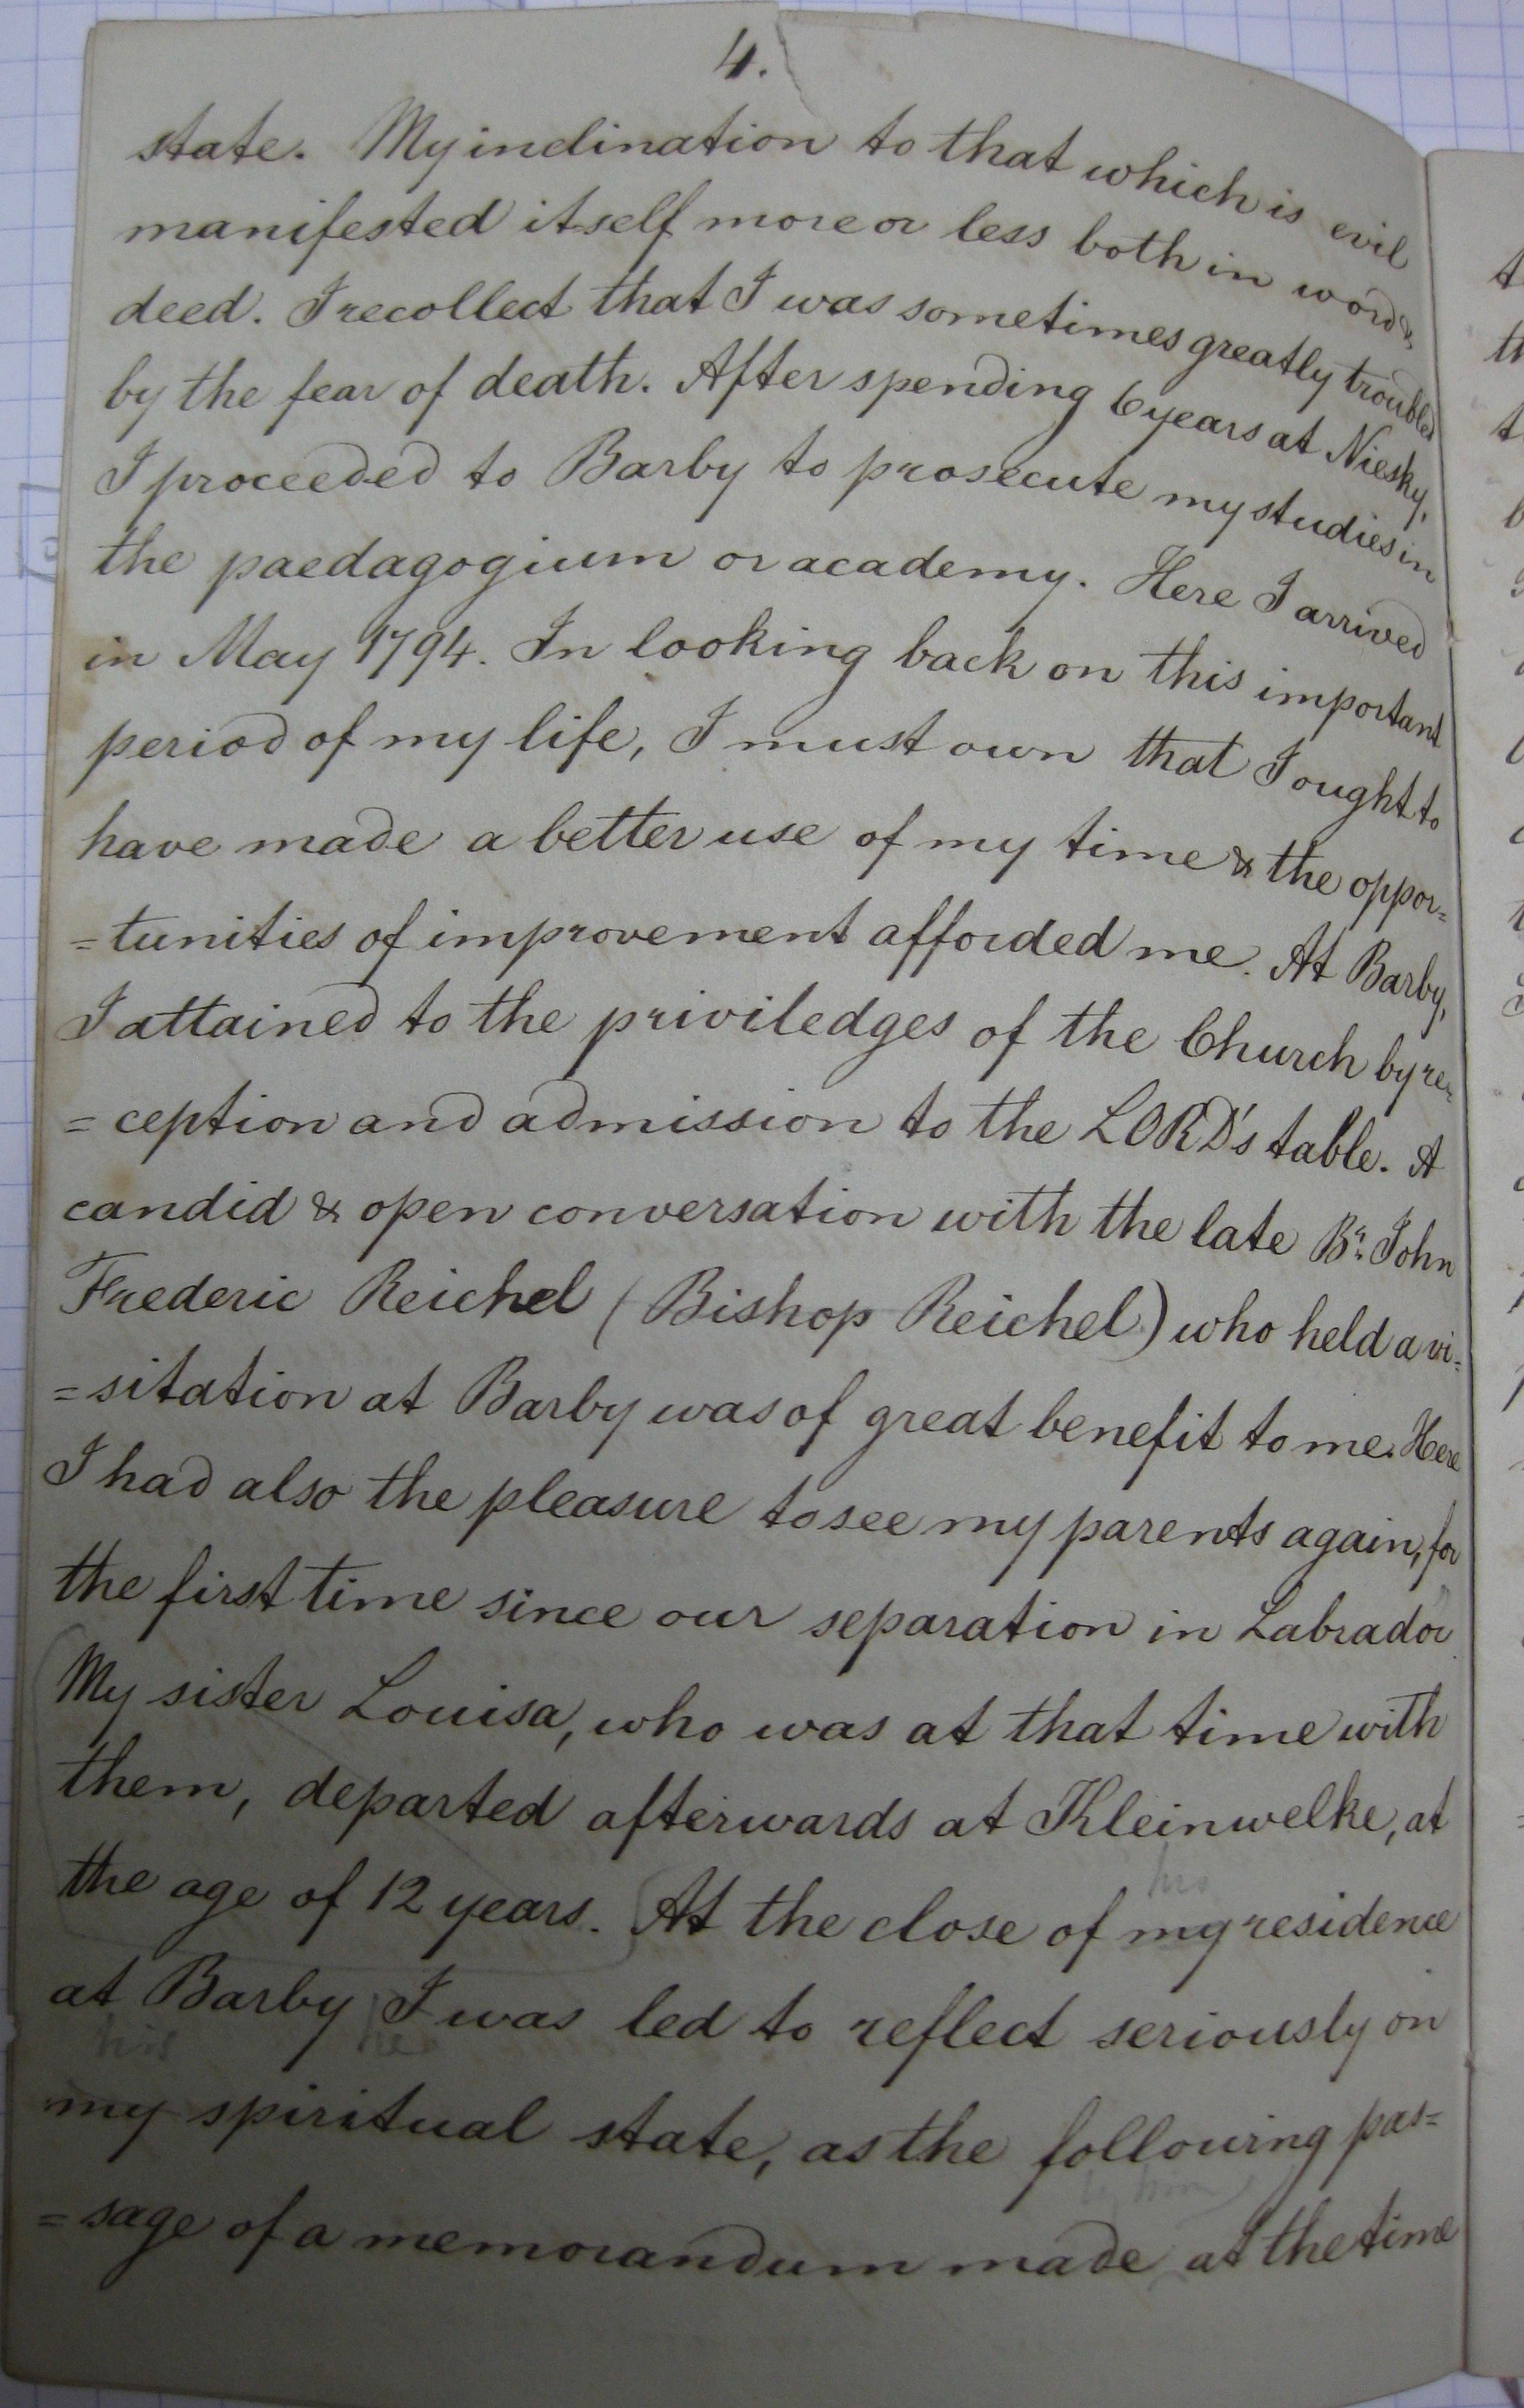 4.
state. My inclination to that which is evil
manifested itself more or less both in word &
deed. I recollect that I was sometimes greatly troubled
by the fear of death. After spending 6 years at Niesky,
I proceeded to Barby to prosecute my studies in
the paedagogium or academy. Here I arrived
in May 1794. In looking back on this important
period of my life, I must own that I ought to
have made a better use of my time & the oppor=
=tunities of improvement afforded me. At Barby,
I attained to the priviledges of the Church by re=
=ception and admission to the LORD's table. A
candid & open conversation with the late Br. John
Frederic Reichel (Bishop Reichel) who held a vi=
=sitation at Barby was of great benefit to me. Here
I had also the pleasure to see my parents again, for
the first time since our separation in Labrador
My sister Louisa, who was at that time with
them, departed afterwards at Kleinwelke, at
his
the age of 12 years. At the close of my residence
at Barby I was led to reflect seriously on
his he
my spiritual state, as the following pas=
by him
=sage of a memorandum made at the time